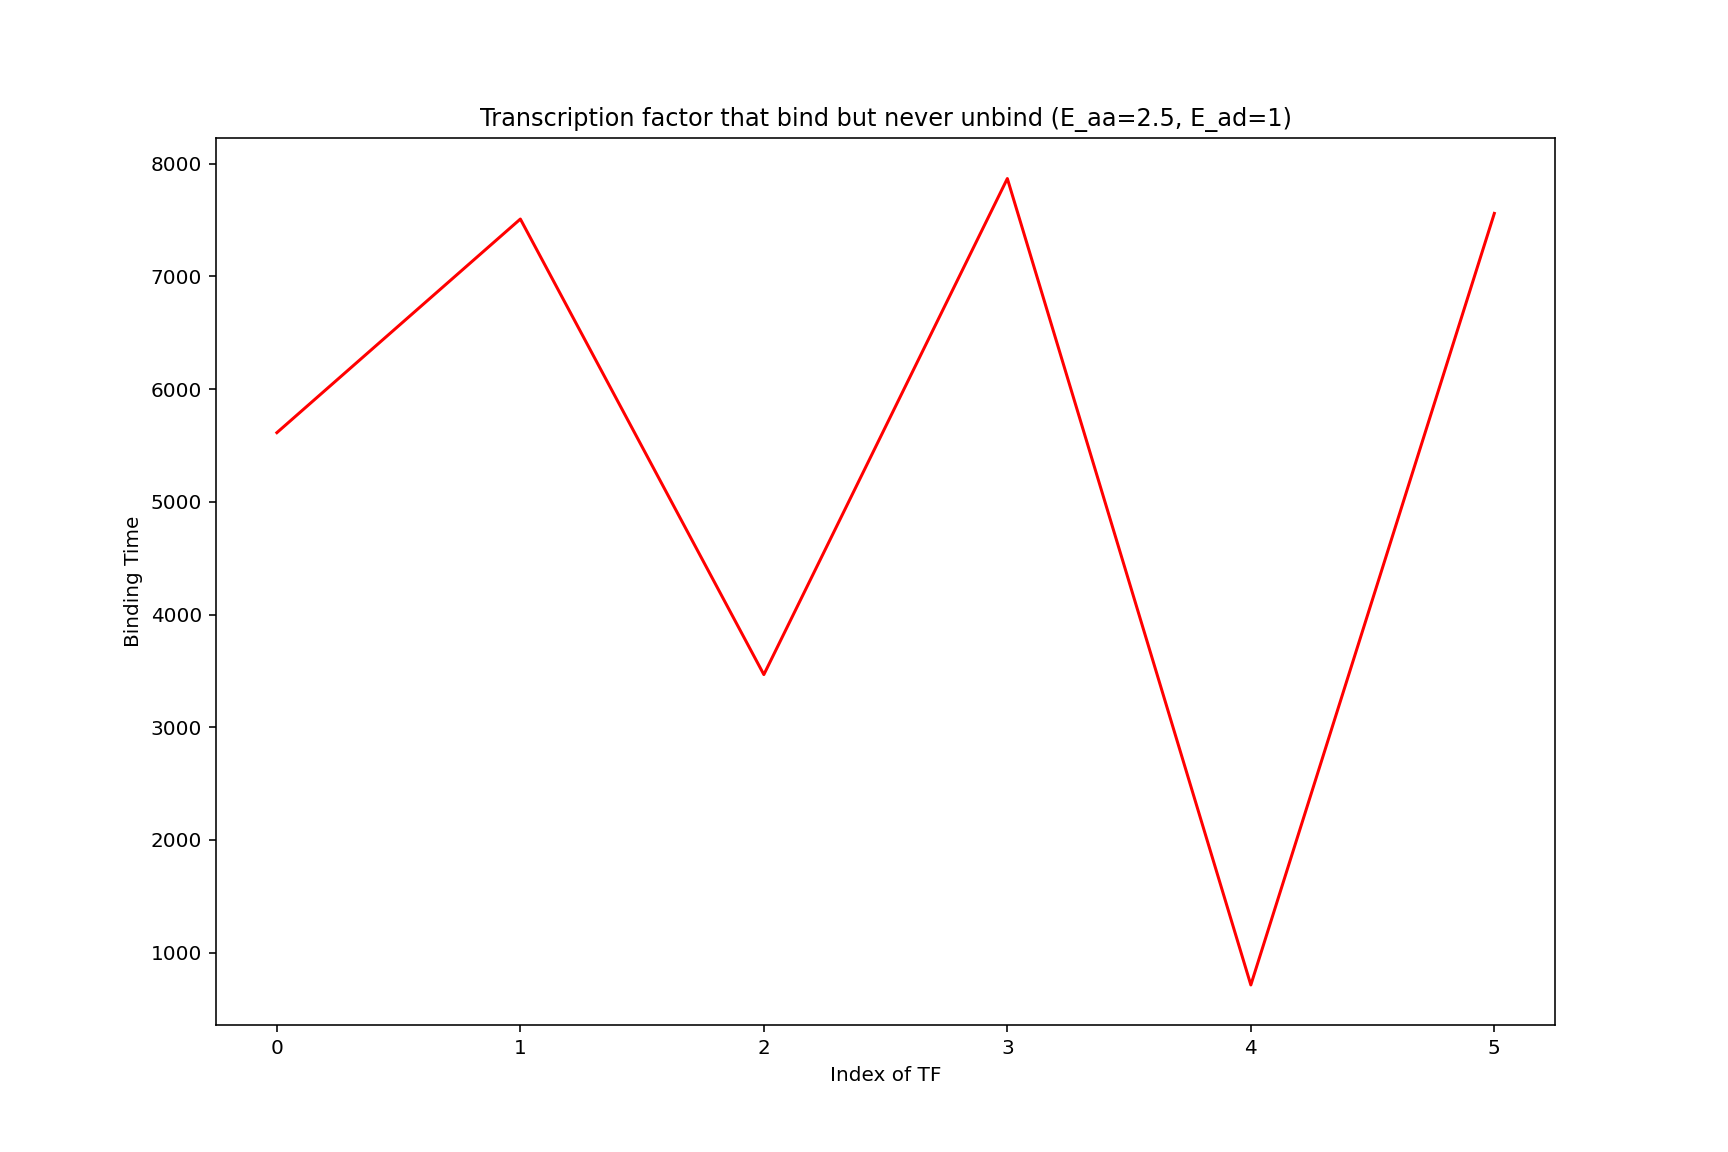 Transcription factor that bind but never unbind (E_aa=2.5, E_ad=1)
8000
7000
6000
5000
4000
3000
2000
1000
Binding Time
0 1 2 3 4 5
Index of TF